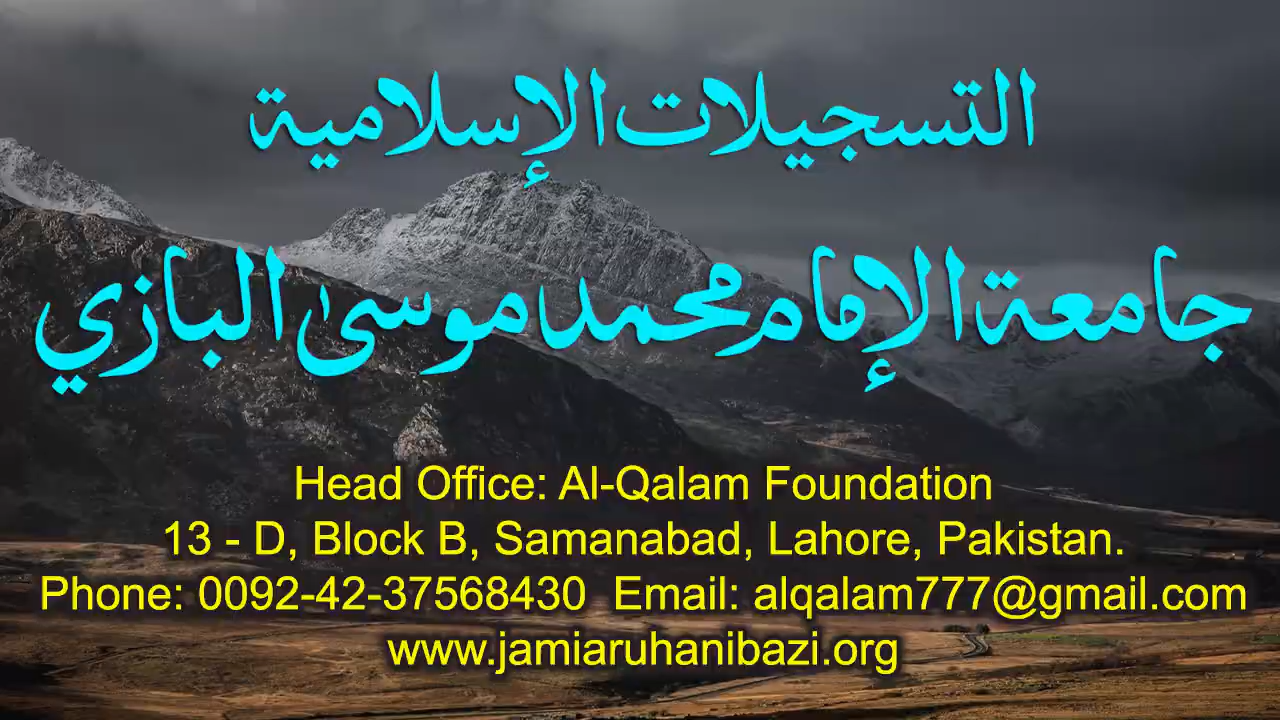 التسجيلات الإسلامية
جامعة الإمام محمد موسىٰ البازي
Head Office: Al-Qalam Foundation
13 - D, Block B, Samanabad, Lahore, Pakistan.
Phone: 0092-42-37568430 Email: alqalam777@gmail.com
www.jamiaruhanibazi.org